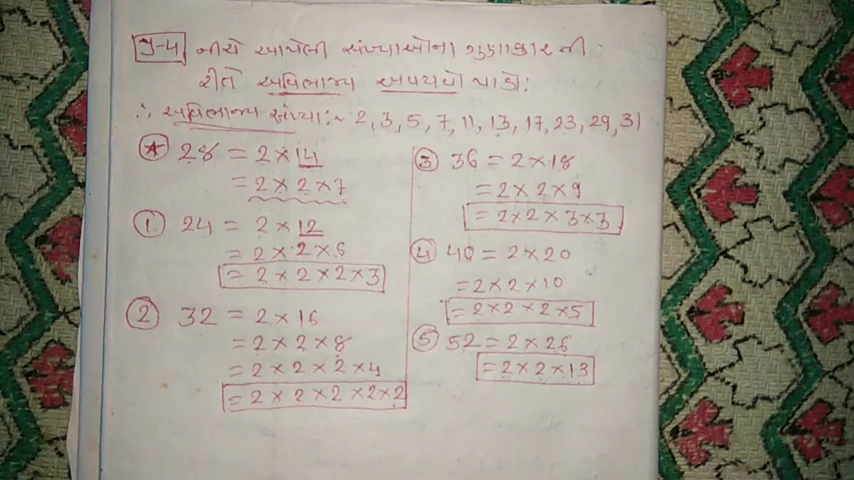 પ્ર-4 નીચે આપેલી સંખ્યાઓના ગુણાકારની
રીતે અવિભાજ્ય અવયવો પાડો:
∴ અવિભાજ્ય સંખ્યા:~ 2, 3, 5, 7, 11, 13, 17, 23, 29, 31
* 28 = 2 × 14
= 2 × 2 × 7
1. 24 = 2 × 12
= 2 × 2 × 6
= 2 × 2 × 2 × 3
2 32 = 2 × 16
= 2 × 2 × 8
= 2 × 2 × 2 × 4
= 2 × 2 × 2 × 2 × 2
3 36 = 2 × 18
= 2 × 2 × 9
= 2 × 2 × 3 × 3
4 40 = 2 × 20
= 2 × 2 × 10
= 2 × 2 × 2 × 5
5 52 = 2 × 26
= 2 × 2 × 13